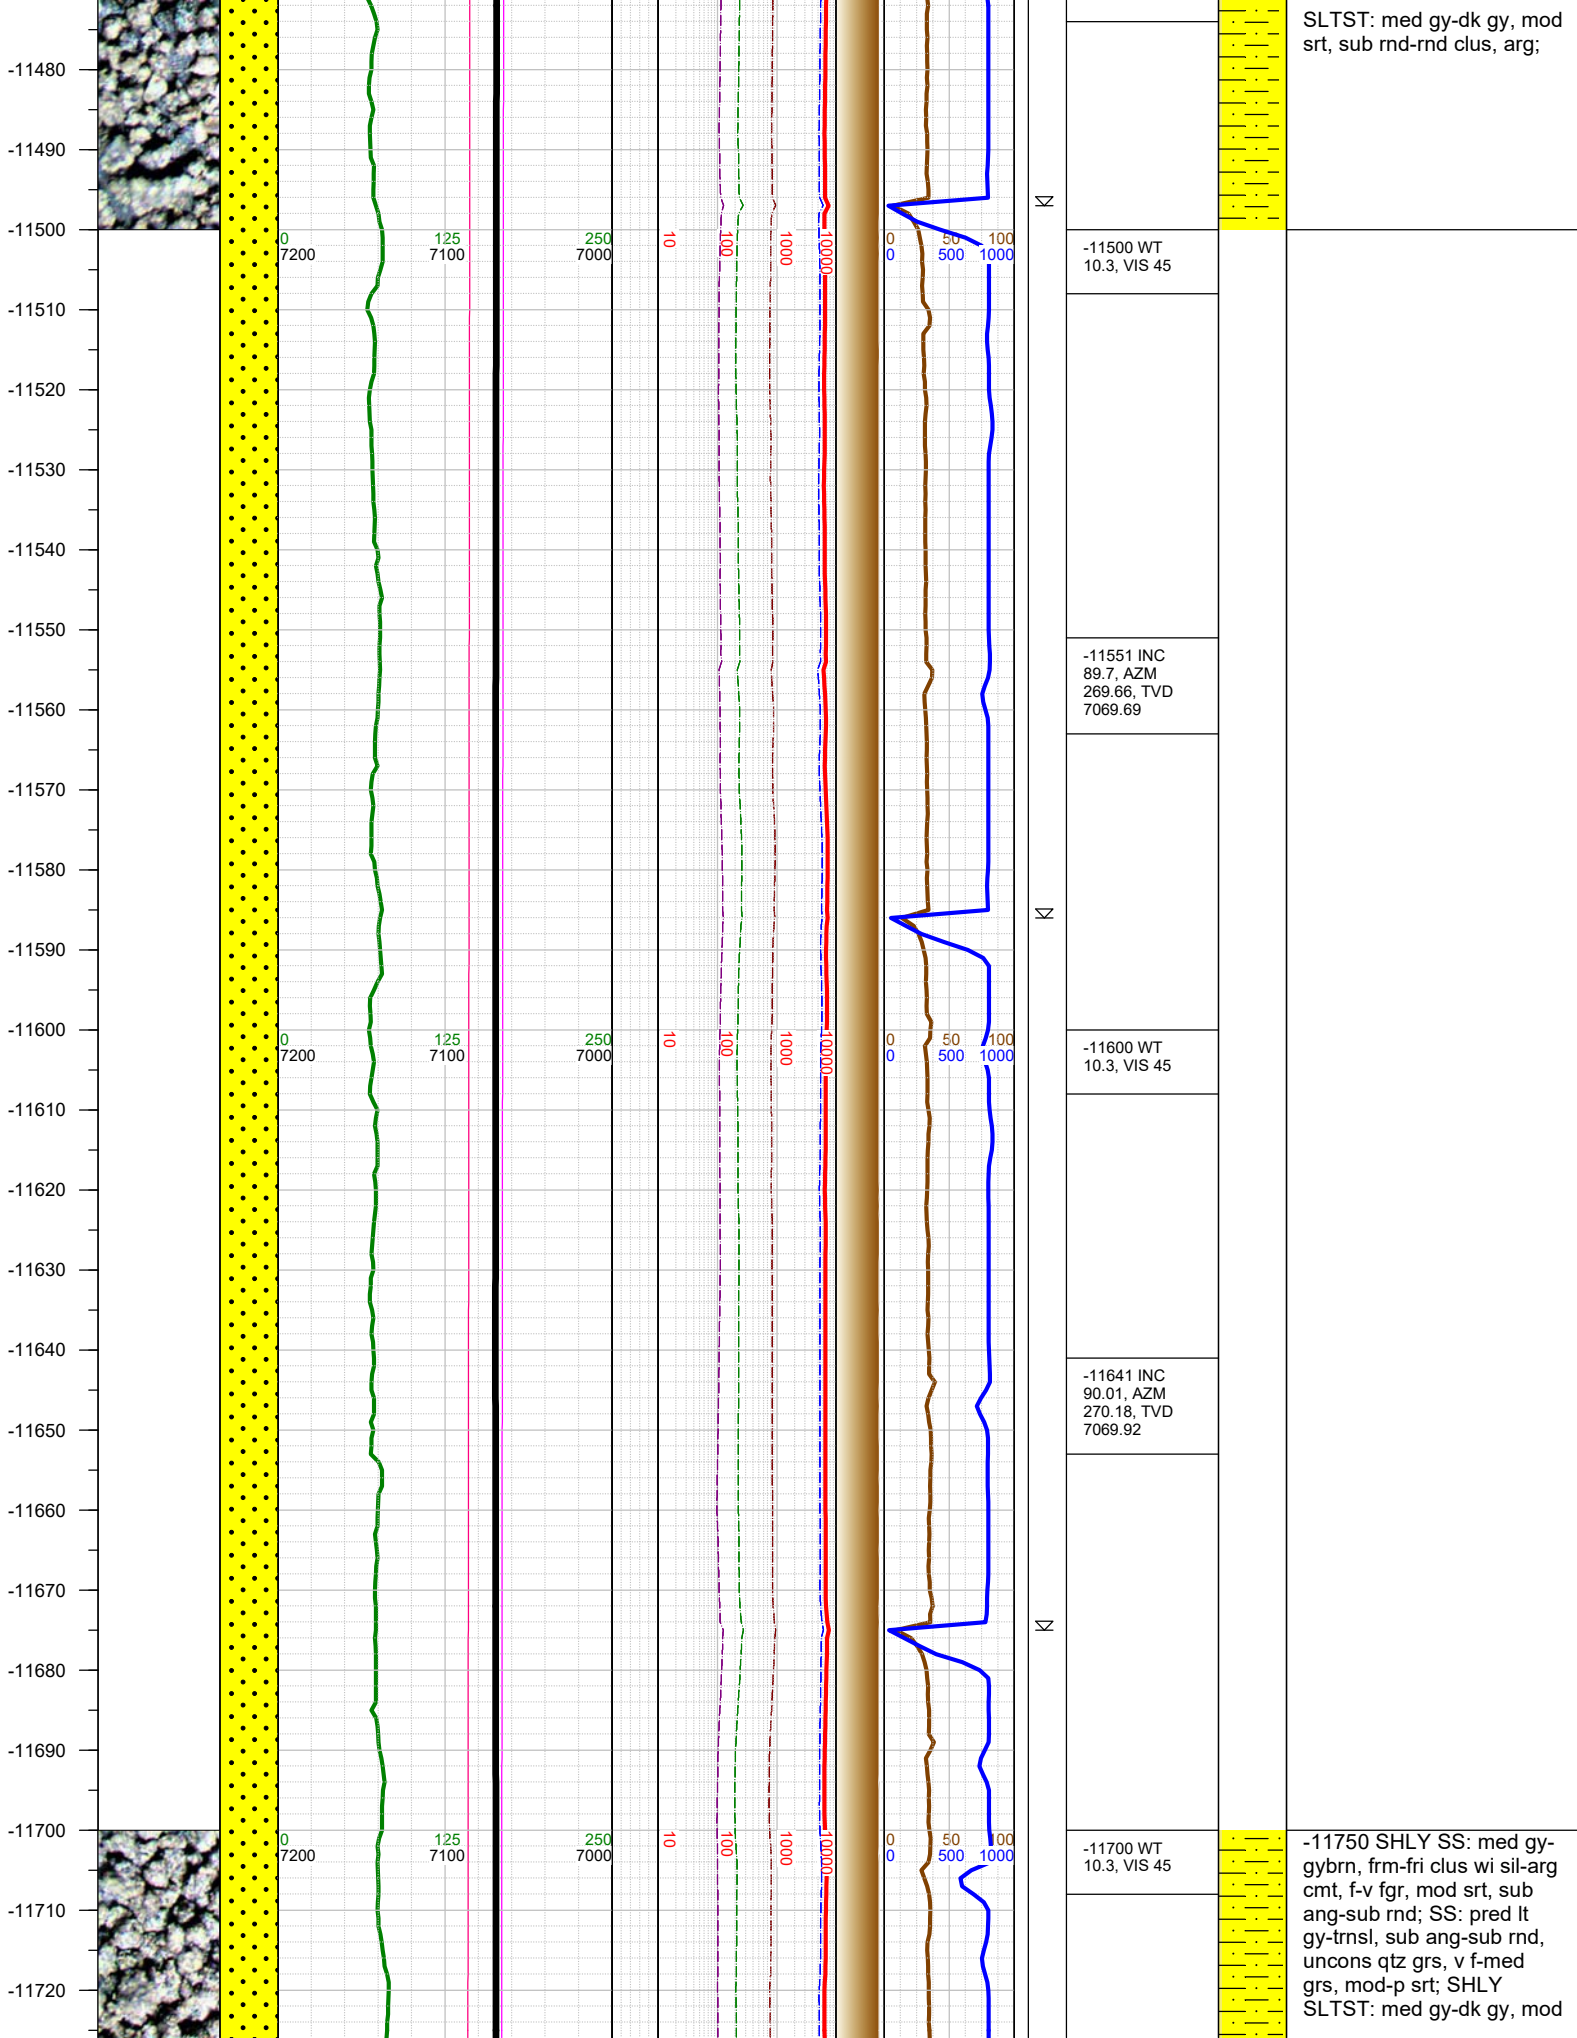 SLTST: med gy-dk gy, mod
srt, sub rnd-rnd clus, arg;
-11480
-11490
-11500
0 125 250 10 100 1000 10000 0 50 100
7200 7100 7000 0 500 1000
-11500 WT
10.3, VIS 45
-11510
-11520
-11530
-11540
-11550
-11551 INC
89.7, AZM
269.66, TVD
7069.69
-11560
-11570
-11580
-11590
-11600
0 125 250 10 100 1000 10000 0 50 100
7200 7100 7000 0 500 1000
-11600 WT
10.3, VIS 45
-11610
-11620
-11630
-11640
-11641 INC
90.01, AZM
270.18, TVD
7069.92
-11650
-11660
-11670
-11680
-11690
-11700
0 125 250 10 100 1000 10000 0 50 100
7200 7100 7000 0 500 1000
-11700 WT
10.3, VIS 45
-11750 SHLY SS: med gy-
gybrn, frm-fri clus wi sil-arg
cmt, f-v fgr, mod srt, sub
ang-sub rnd; SS: pred lt
gy-trnsl, sub ang-sub rnd,
uncons qtz grs, v f-med
grs, mod-p srt; SHLY
SLTST: med gy-dk gy, mod
-11710
-11720